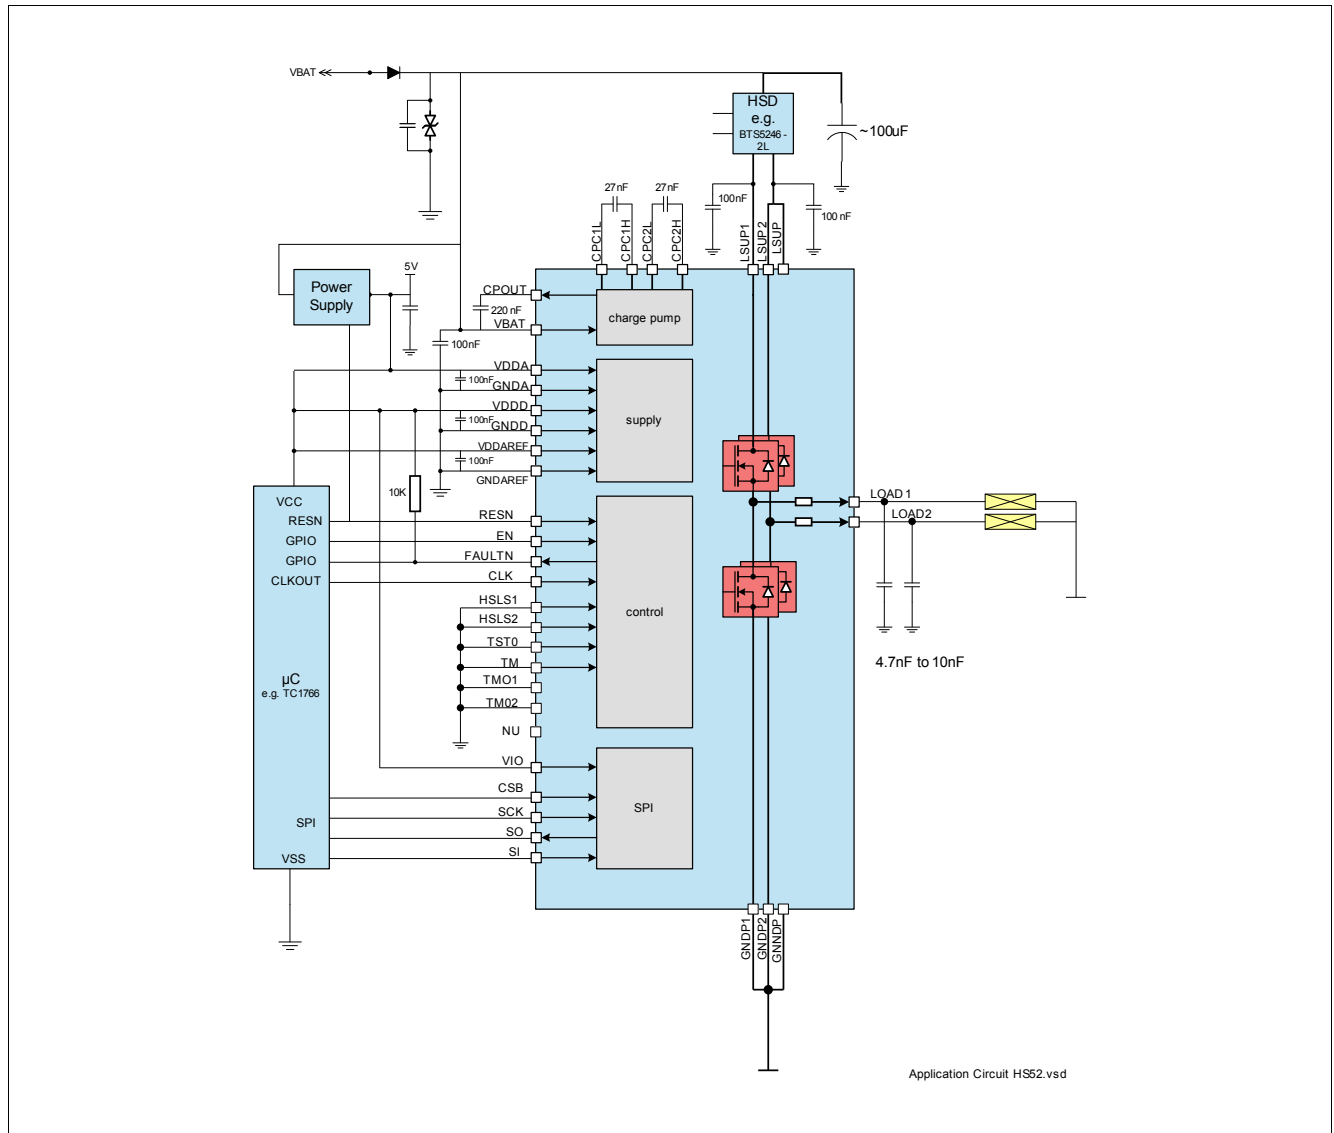 VBAT
HSD
e.g.
BTS5246 -
2L
~100uF
27nF
27nF
100nF
100 nF
CPC1L
CPC1H
CPC2L
CPC2H
LSUP1
LSUP2
LSUP
5V
Power
Supply
CPOUT
220 nF
VBAT
charge pump
100nF
VDDA
100nF
GNDA
VDDD
100nF
GNDD
supply
VDDAREF
100nF
GNDAREF
10K
VCC
RESN
RESN
GPIO
EN
GPIO
FAULTN
CLKOUT
CLK
LOAD1
LOAD2
HSLS1
HSLS2
control
TST0
TM
TMO1
TM02
NU
4.7nF to 10nF
µC
e.g. TC1766
VIO
CSB
SCK
SPI
SPI
SO
SI
VSS
GNDP1
GNDP2
GNNDP
Application Circuit HS52.vsd